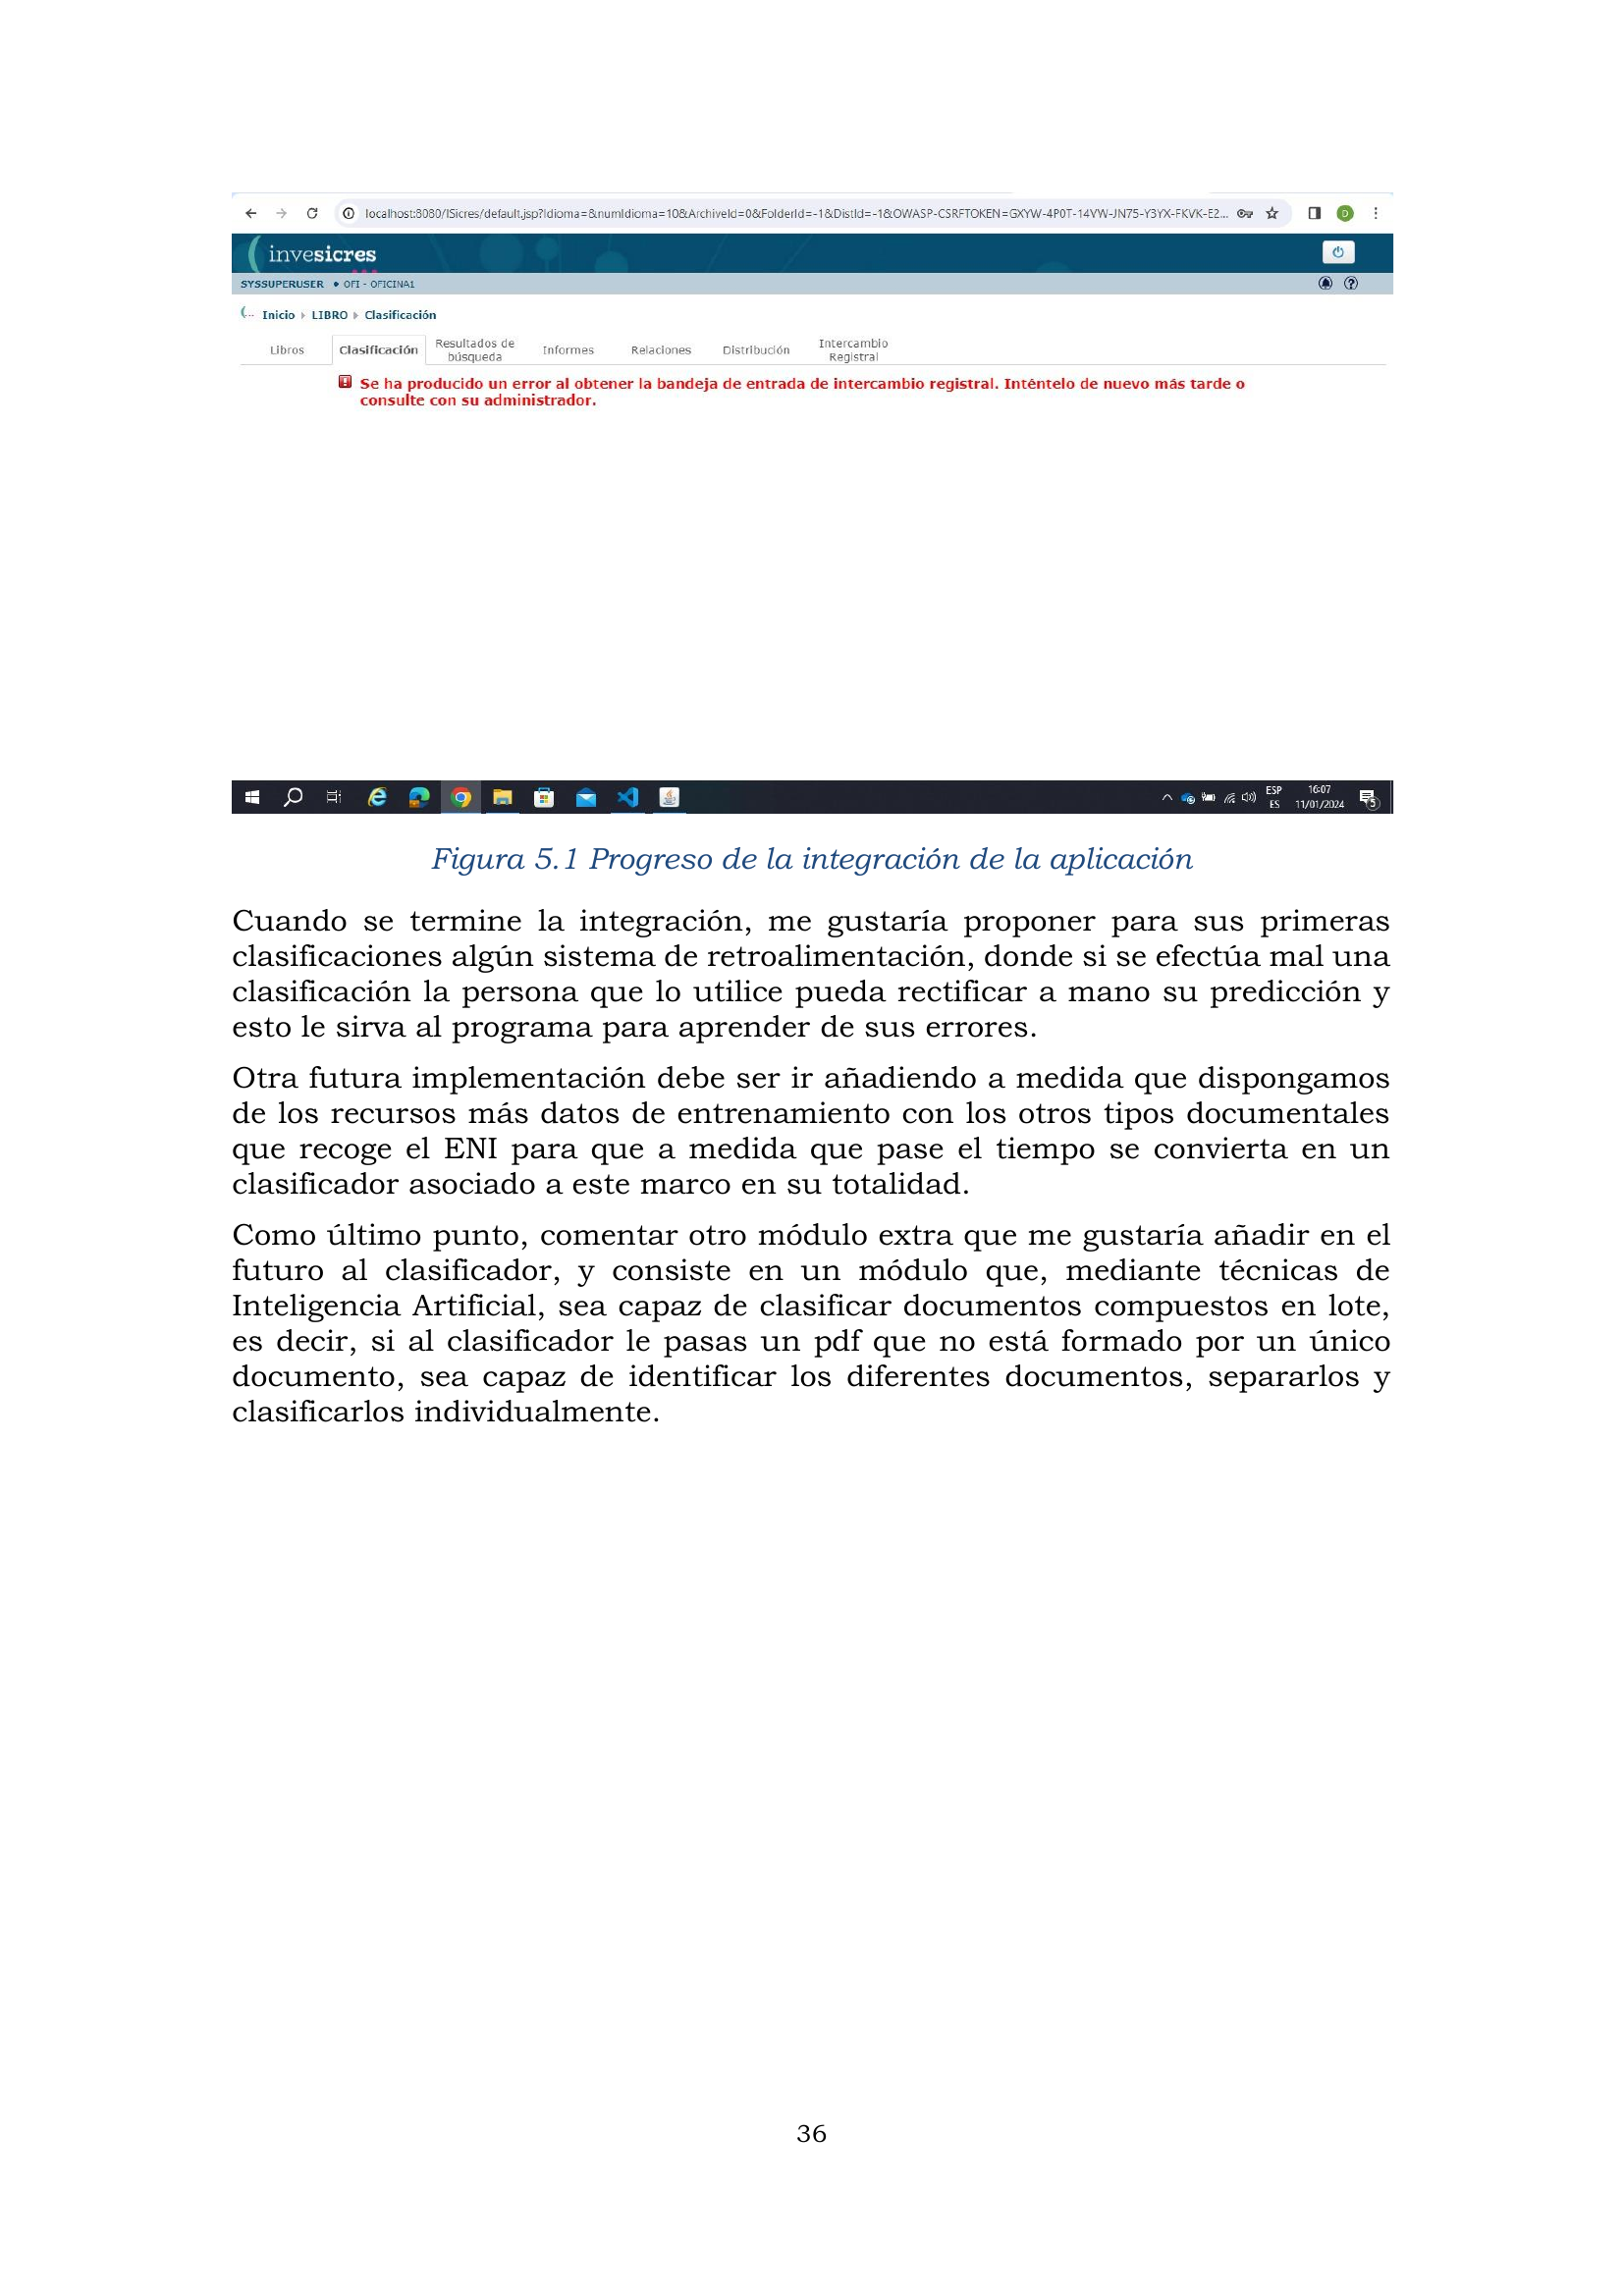 localhost:8080/ISicres/default.jsp?Idioma=&numIdioma=10&ArchiveId=0&FolderId=-1&DistId=-1&OWASP-CSRFTOKEN=GXYW-4P0T-14VW-JN75-Y3YX-FKVK-E2...
D
invesicres
SYSSUPERUSER • OFI - OFICINA1
Inicio LIBRO Clasificación
Libros Clasificación Resultados de búsqueda Informes Relaciones Distribución Intercambio Registral
Se ha producido un error al obtener la bandeja de entrada de intercambio registral. Inténtelo de nuevo más tarde o
consulte con su administrador.
ESP
ES
16:07
11/01/2024
5
Figura 5.1 Progreso de la integración de la aplicación
Cuando se termine la integración, me gustaría proponer para sus primeras
clasificaciones algún sistema de retroalimentación, donde si se efectúa mal una
clasificación la persona que lo utilice pueda rectificar a mano su predicción y
esto le sirva al programa para aprender de sus errores.
Otra futura implementación debe ser ir añadiendo a medida que dispongamos
de los recursos más datos de entrenamiento con los otros tipos documentales
que recoge el ENI para que a medida que pase el tiempo se convierta en un
clasificador asociado a este marco en su totalidad.
Como último punto, comentar otro módulo extra que me gustaría añadir en el
futuro al clasificador, y consiste en un módulo que, mediante técnicas de
Inteligencia Artificial, sea capaz de clasificar documentos compuestos en lote,
es decir, si al clasificador le pasas un pdf que no está formado por un único
documento, sea capaz de identificar los diferentes documentos, separarlos y
clasificarlos individualmente.
36